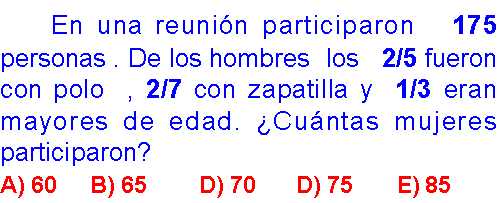 En una reunión participaron 175
personas . De los hombres los 2/5 fueron
con polo , 2/7 con zapatilla y 1/3 eran
mayores de edad. ¿Cuántas mujeres
participaron?
A) 60 B) 65 D) 70 D) 75 E) 85